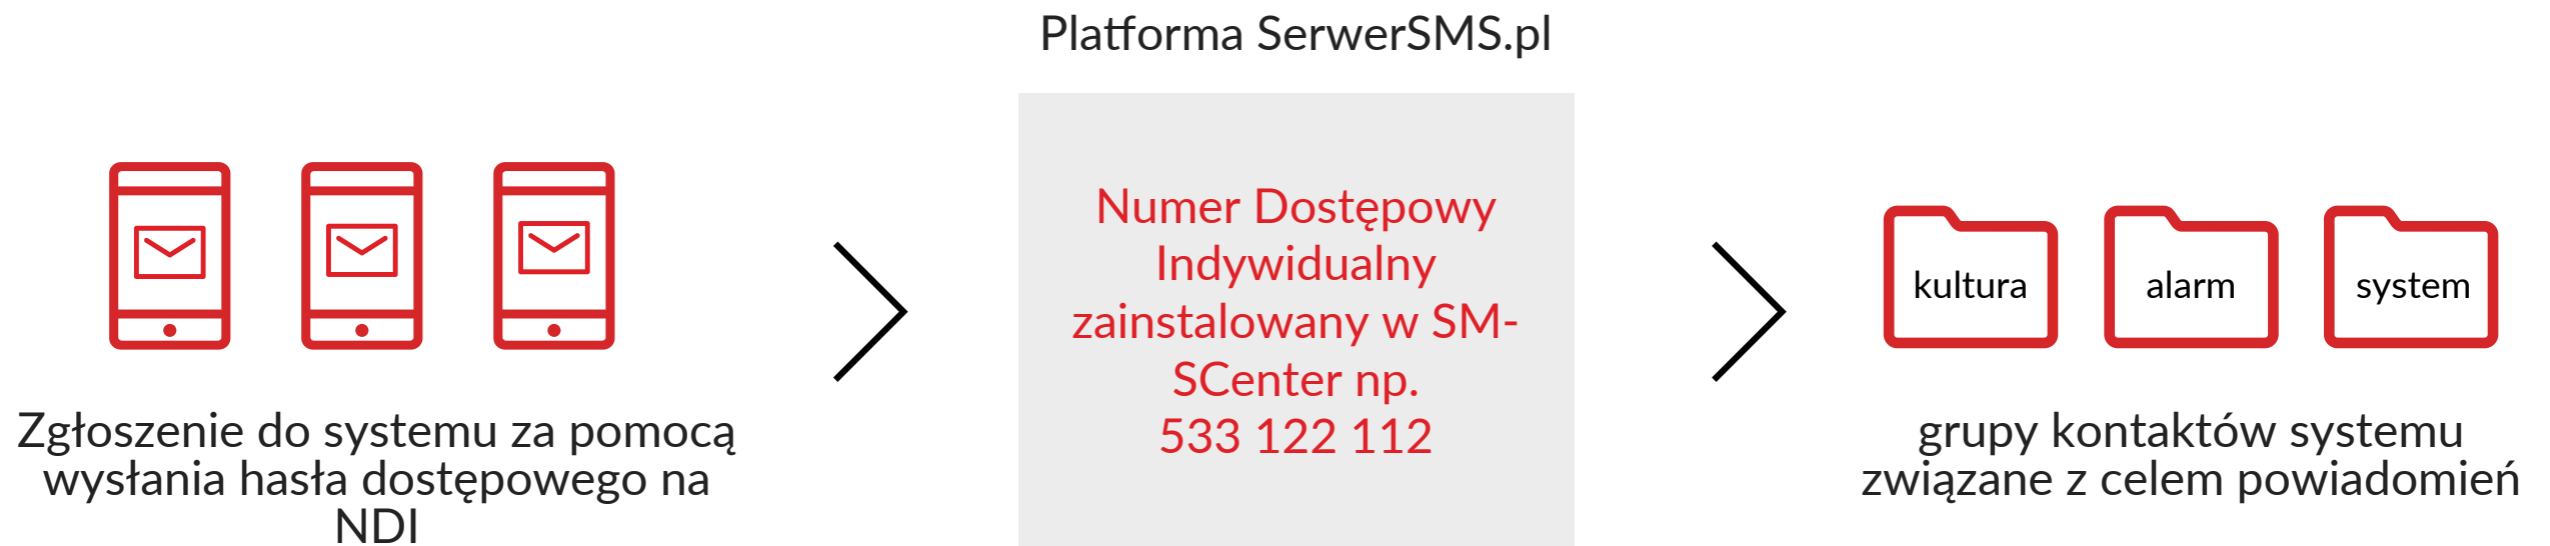 Platforma SerwerSMS.pl
Zgłoszenie do systemu za pomocą
wysłania hasła dostępowego na
NDI
Numer Dostępowy
Indywidualny
zainstalowany w SM-
SCenter np.
533 122 112
kultura
alarm
system
grupy kontaktów systemu
związane z celem powiadomień